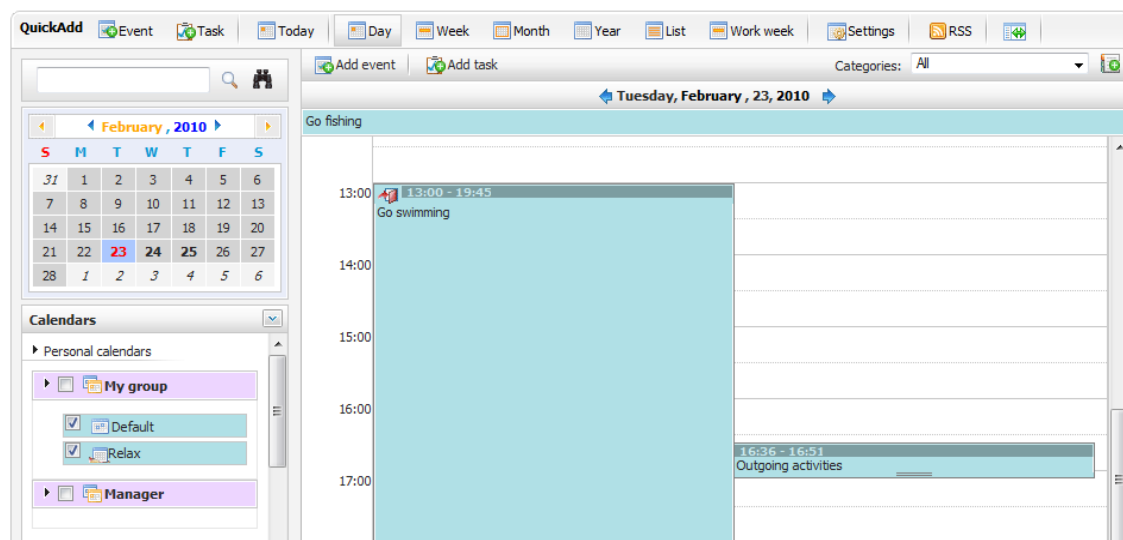 QuickAdd Event Task Today Day Week Month Year List Work week Settings RSS
Add event Add task Categories: All
Tuesday, February , 23, 2010
Go fishing
February , 2010
S M T W T F S
31 1 2 3 4 5 6
7 8 9 10 11 12 13
14 15 16 17 18 19 20
21 22 23 24 25 26 27
28 1 2 3 4 5 6
Calendars
Personal calendars
My group
Default
Relax
Manager
13:00
13:00 - 19:45
Go swimming
14:00
15:00
16:00
16:36 - 16:51
Outgoing activities
17:00